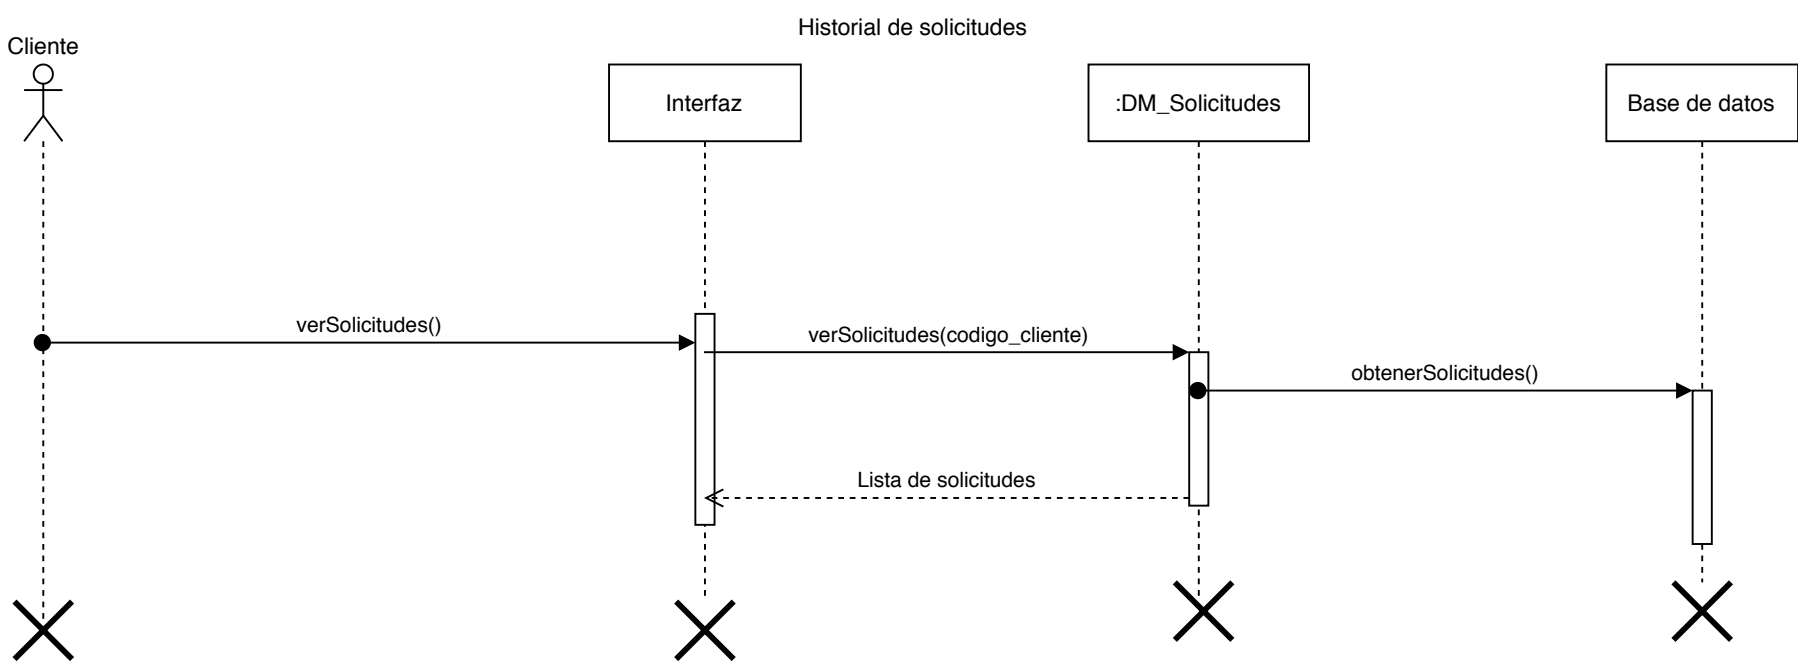 Historial de solicitudes
Cliente
Interfaz
:DM_Solicitudes
Base de datos
verSolicitudes()
verSolicitudes(codigo_cliente)
obtenerSolicitudes()
Lista de solicitudes